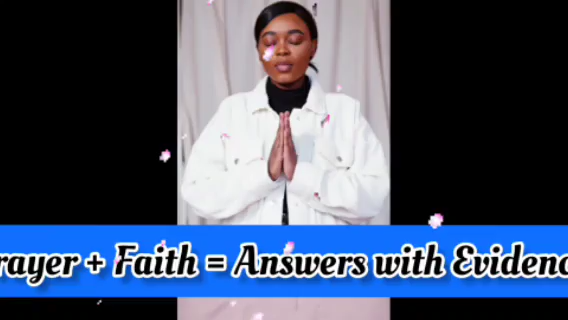 rayer + Faith = Answers with Evidenc